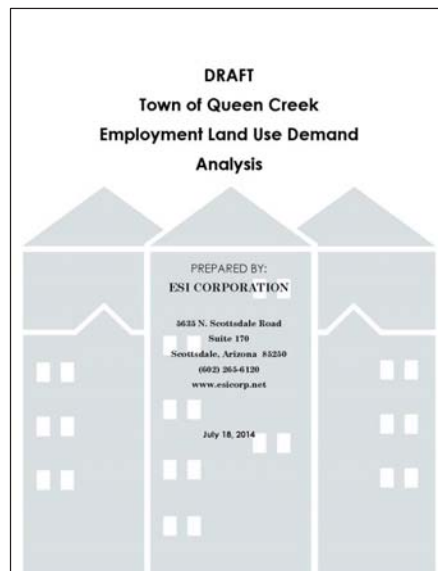 DRAFT
Town of Queen Creek
Employment Land Use Demand
Analysis
PREPARED BY:
ESI CORPORATION
5635 N. Scottsdale Road
Suite 170
Scottsdale, Arizona 85250
(602) 265-6120
www.esicorp.net
July 18, 2014